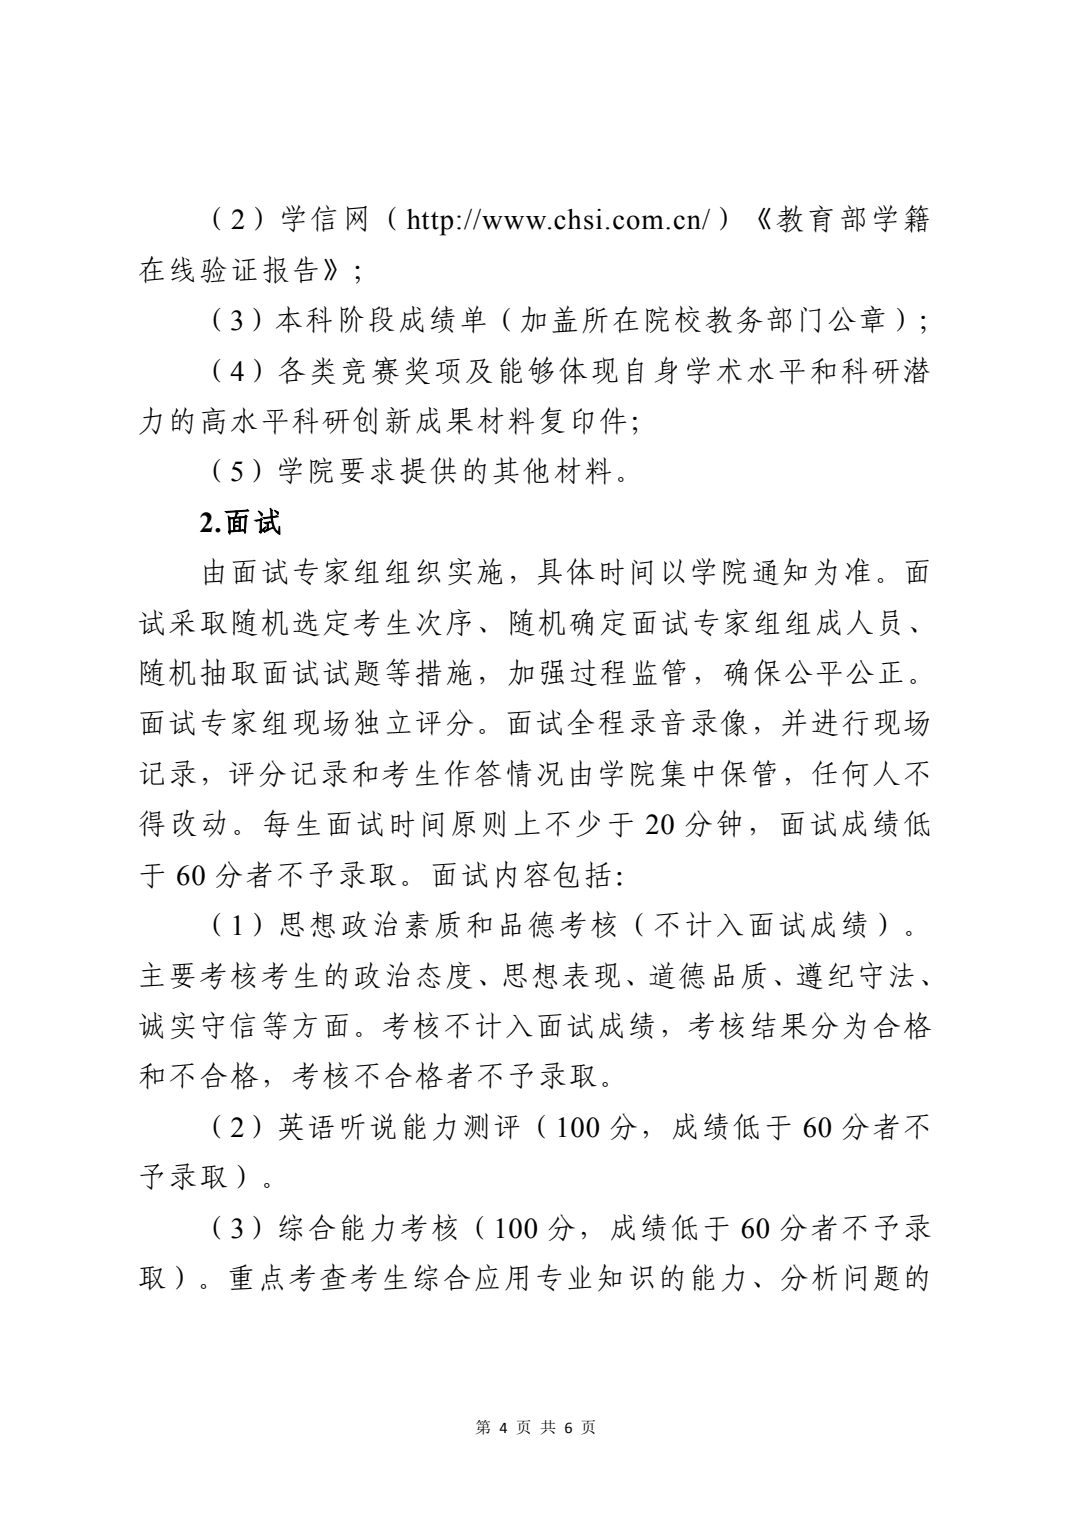 （2）学信网（http://www.chsi.com.cn/）《教育部学籍
在线验证报告》；
（3）本科阶段成绩单（加盖所在院校教务部门公章）；
（4）各类竞赛奖项及能够体现自身学术水平和科研潜
力的高水平科研创新成果材料复印件；
（5）学院要求提供的其他材料。
2.面试
由面试专家组组织实施，具体时间以学院通知为准。面
试采取随机选定考生次序、随机确定面试专家组组成人员、
随机抽取面试试题等措施，加强过程监管，确保公平公正。
面试专家组现场独立评分。面试全程录音录像，并进行现场
记录，评分记录和考生作答情况由学院集中保管，任何人不
得改动。每生面试时间原则上不少于 20 分钟，面试成绩低
于 60 分者不予录取。面试内容包括：
（1）思想政治素质和品德考核（不计入面试成绩）。
主要考核考生的政治态度、思想表现、道德品质、遵纪守法、
诚实守信等方面。考核不计入面试成绩，考核结果分为合格
和不合格，考核不合格者不予录取。
（2）英语听说能力测评（100 分，成绩低于 60 分者不
予录取）。
（3）综合能力考核（100 分，成绩低于 60 分者不予录
取）。重点考查考生综合应用专业知识的能力、分析问题的
第 4 页 共 6 页